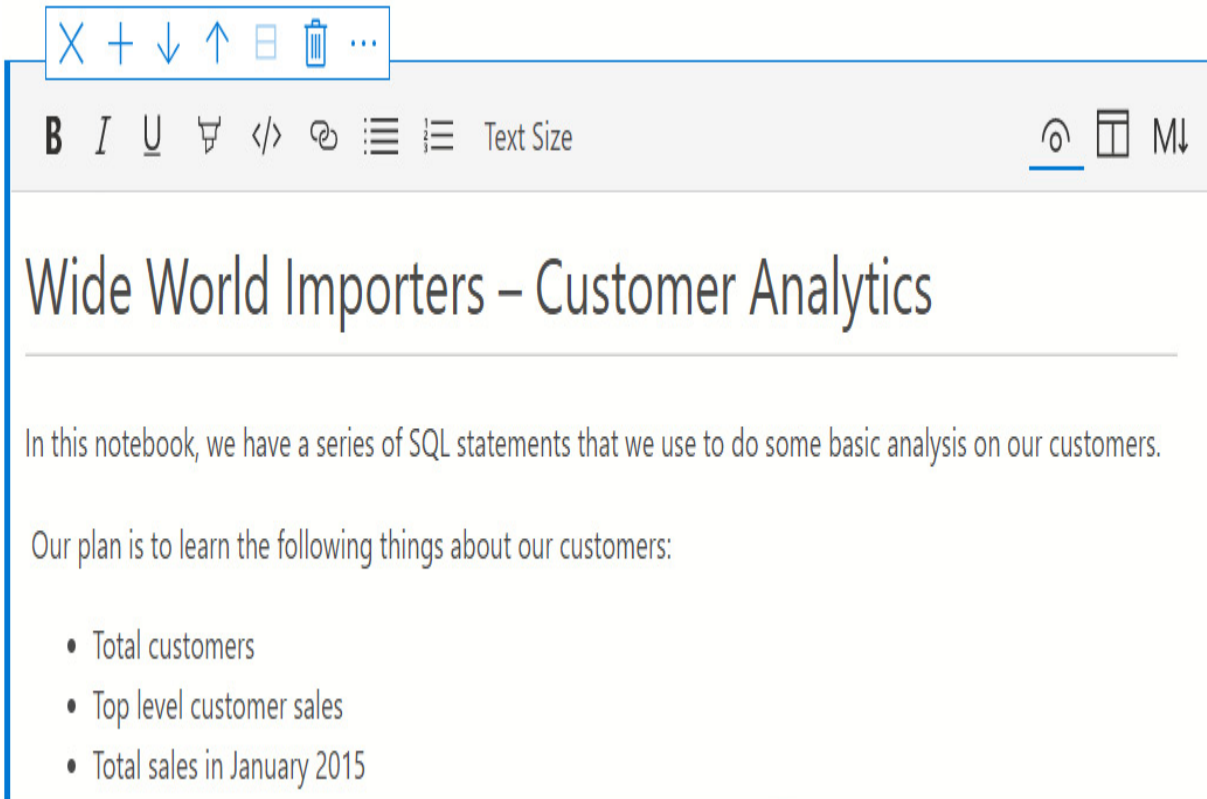 B I U </> Text Size M↓
Wide World Importers – Customer Analytics
In this notebook, we have a series of SQL statements that we use to do some basic analysis on our customers.
Our plan is to learn the following things about our customers:
• Total customers
• Top level customer sales
• Total sales in January 2015